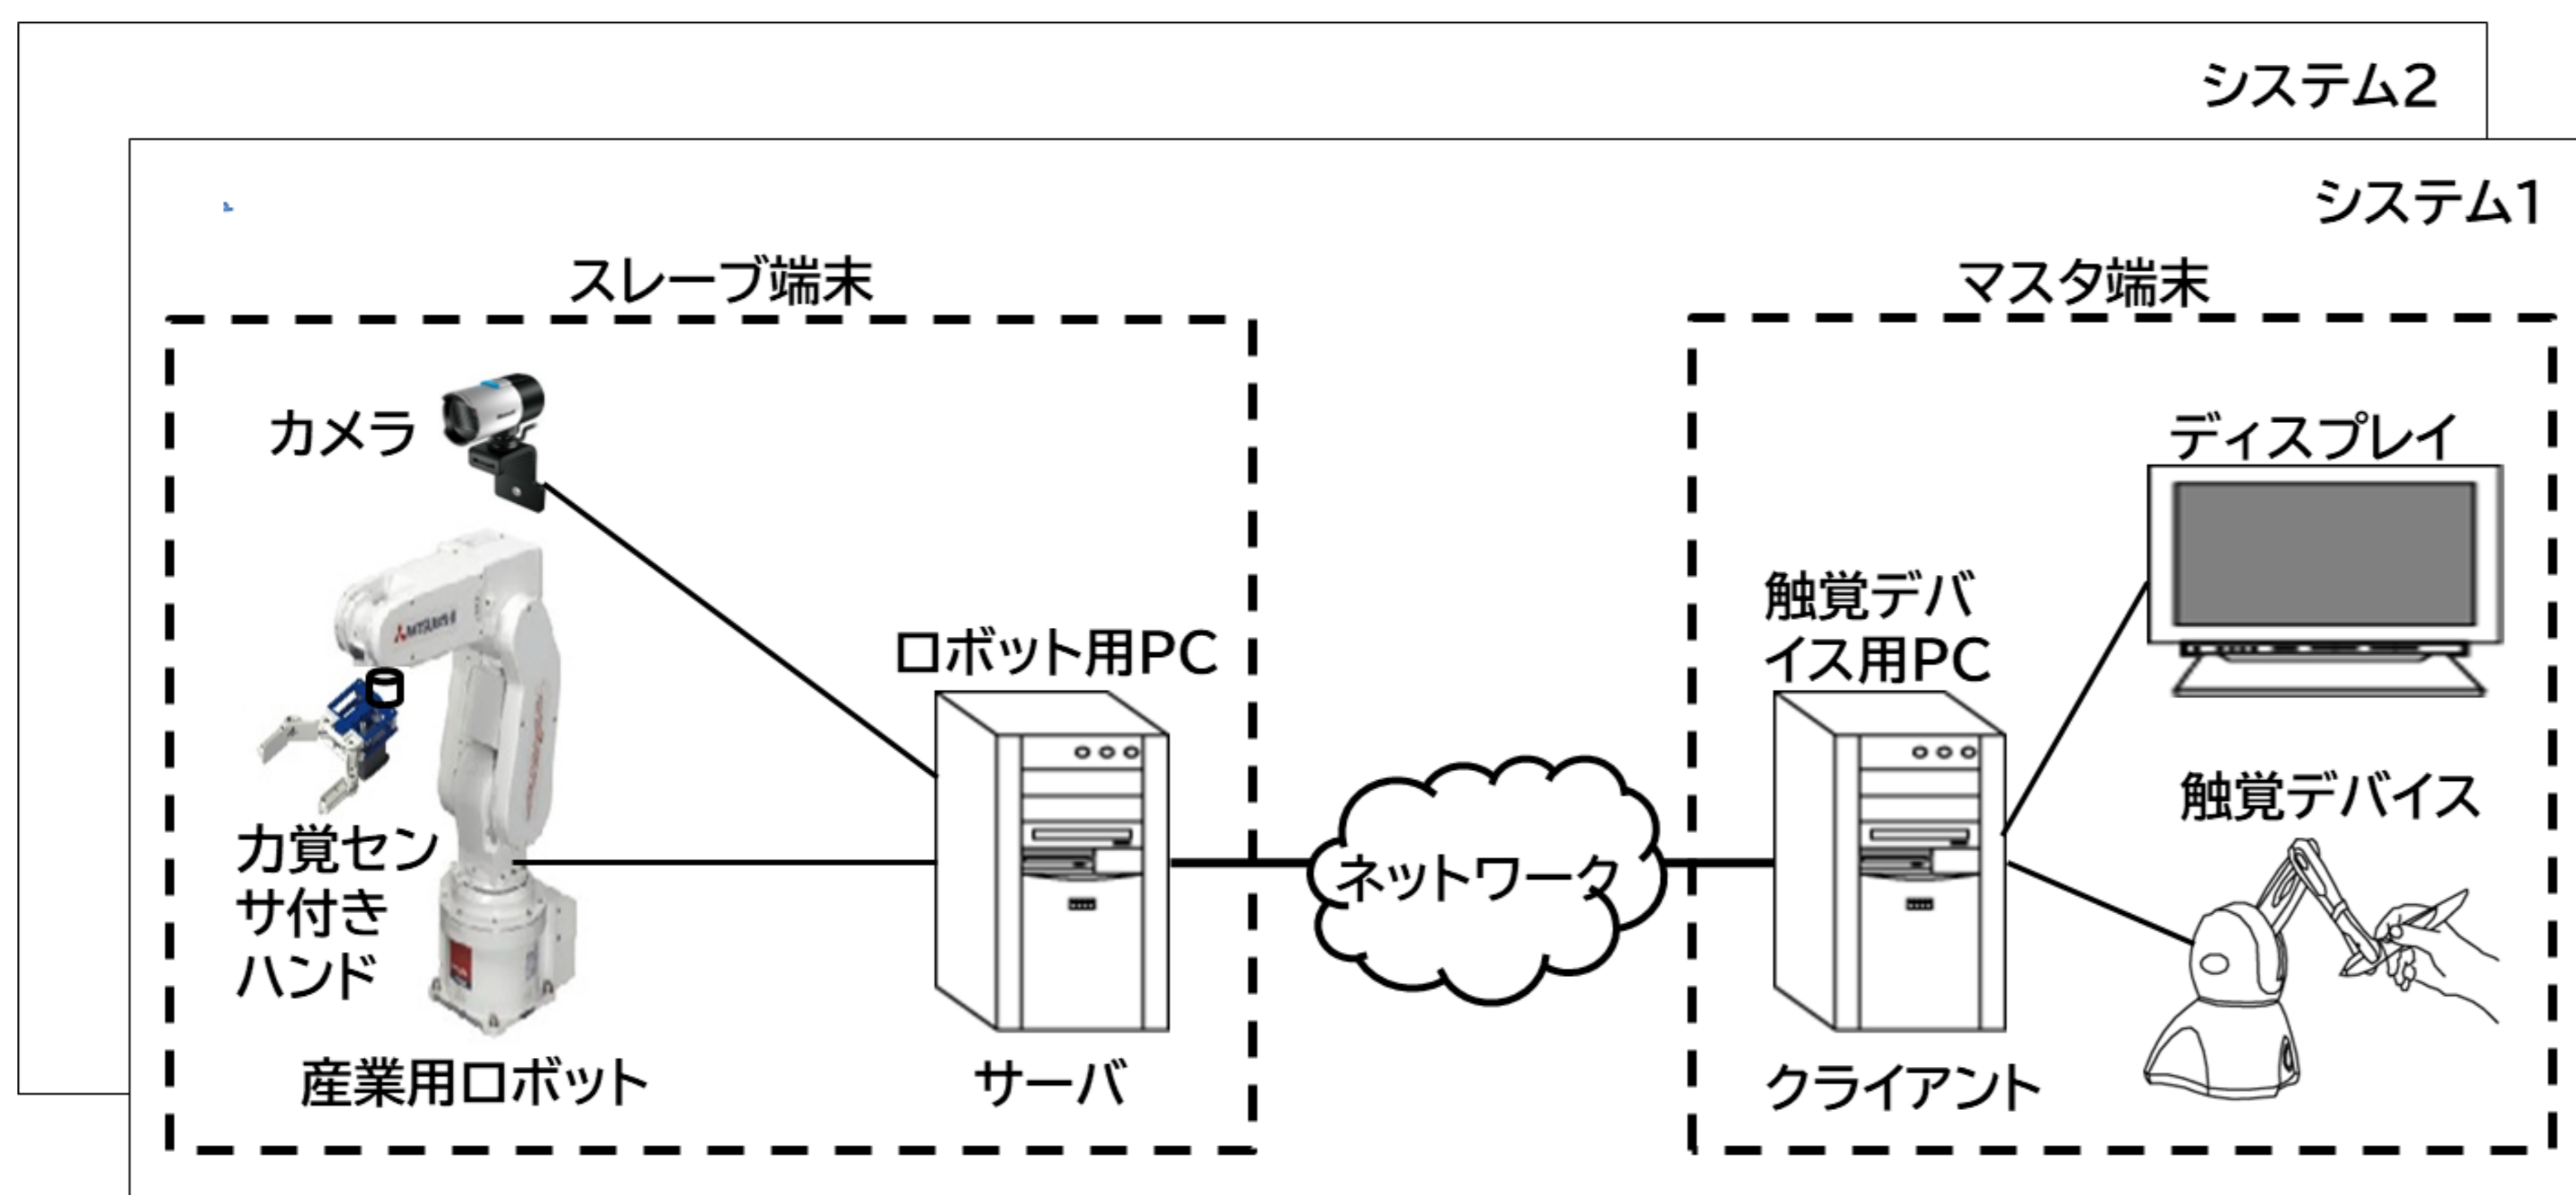 システム2
システム1
スレーブ端末
マスタ端末
カメラ
ディスプレイ
触覚デバ
イス用PC
ロボット用PC
MITSUBISHI
触覚デバイス
力覚セン
サ付き
ハンド
ネットワーク
産業用ロボット
サーバ
クライアント